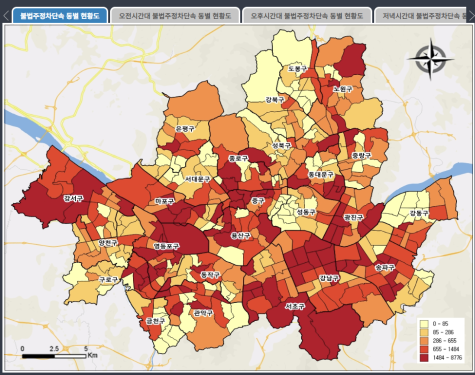 불법주정차단속 동별 현황도
오전시간대 불법주정차단속 동별 현황도
오후시간대 불법주정차단속 동별 현황도
저녁시간대 불법주정차단속 동별
도봉구
노원구
강북구
은평구
성북구
중랑구
종로구
동대문구
서대문구
강서구
마포구
중구
성동구
광진구
강동구
용산구
양천구
영등포구
송파구
동작구
강남구
구로구
서초구
관악구
금천구
0 2.5 5
Km
0 - 85
85 - 286
286 - 655
655 - 1484
1484 - 8776